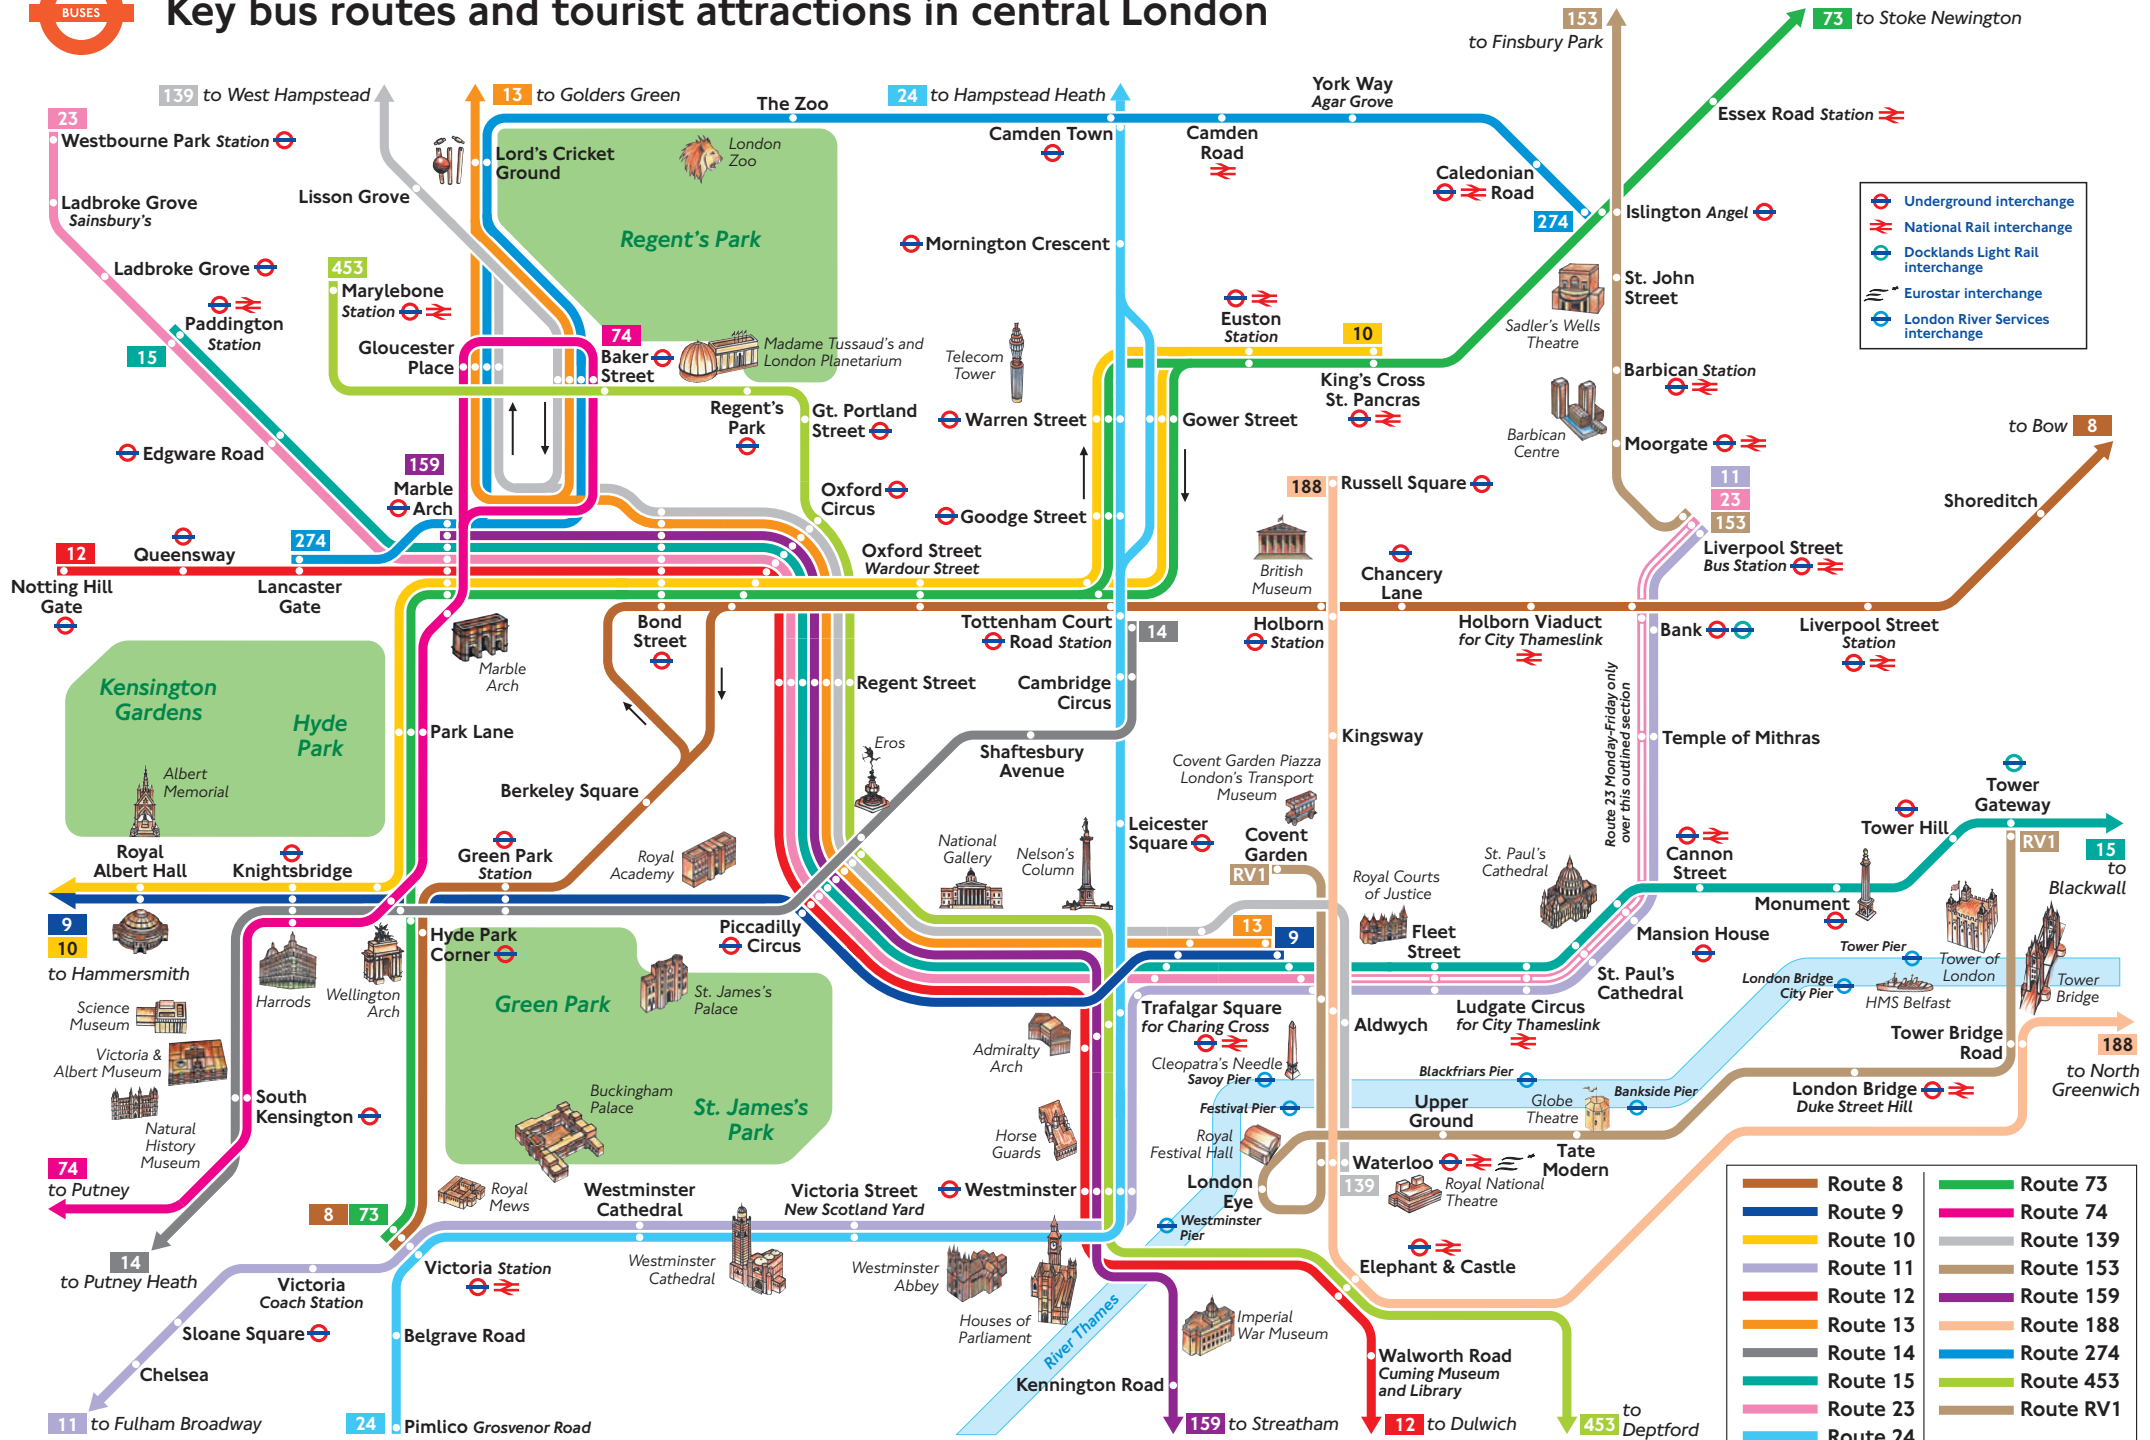 BUSES
Key bus routes and tourist attractions in central London
153
to Finsbury Park
73 to Stoke Newington
139 to West Hampstead
13 to Golders Green
24 to Hampstead Heath
The Zoo
York Way
Agar Grove
23
Westbourne Park Station
Camden Town
Camden
Road
Essex Road Station
Lord's Cricket
Ground
London
Zoo
Lisson Grove
Caledonian
Road
Ladbroke Grove
Sainsbury's
274
Islington Angel
Underground interchange
National Rail interchange
Docklands Light Rail
interchange
Eurostar interchange
London River Services
interchange
Regent's Park
Mornington Crescent
Ladbroke Grove
453
Marylebone
Station
St. John
Street
Paddington
Station
15
Euston
Station
10
Sadler's Wells
Theatre
74
Gloucester
Place
Baker
Street
Madame Tussaud's and
London Planetarium
Telecom
Tower
King's Cross
St. Pancras
Barbican Station
Regent's
Park
Gt. Portland
Street
Warren Street
Gower Street
to Bow 8
Edgware Road
Barbican
Centre
Moorgate
159
Marble
Arch
Oxford
Circus
188
Russell Square
11
23
153
Shoreditch
Goodge Street
Queensway
274
12
Notting Hill
Gate
Lancaster
Gate
Oxford Street
Wardour Street
British
Museum
Chancery
Lane
Liverpool Street
Bus Station
Bond
Street
Tottenham Court
Road Station
14
Holborn
Station
Holborn Viaduct
for City Thameslink
Bank
Liverpool Street
Station
Marble
Arch
Kensington
Gardens
Hyde
Park
Regent Street
Cambridge
Circus
Route 23 Monday-Friday only
over this outlined section
Park Lane
Kingsway
Temple of Mithras
Eros
Shaftesbury
Avenue
Covent Garden Piazza
London's Transport
Museum
Albert
Memorial
Berkeley Square
Tower
Gateway
Royal
Albert Hall
Knightsbridge
Green Park
Station
Royal
Academy
National
Gallery
Nelson's
Column
Leicester
Square
Covent
Garden
RV1
Royal Courts
of Justice
St. Paul's
Cathedral
Cannon
Street
Tower Hill
RV1
15
to
Blackwall
9
10
to Hammersmith
Monument
Hyde Park
Corner
Piccadilly
Circus
13
9
Fleet
Street
Mansion House
Tower Pier
Harrods
Wellington
Arch
St. Paul's
Cathedral
London Bridge
City Pier
HMS Belfast
Tower of
London
Tower
Bridge
Science
Museum
Green Park
St. James's
Palace
Trafalgar Square
for Charing Cross
Aldwych
Ludgate Circus
for City Thameslink
Tower Bridge
Road
188
to North
Greenwich
Victoria &
Albert Museum
Admiralty
Arch
Cleopatra's Needle
Savoy Pier
Blackfriars Pier
South
Kensington
Buckingham
Palace
St. James's
Park
Festival Pier
Upper
Ground
Globe
Theatre
Bankside Pier
London Bridge
Duke Street Hill
Natural
History
Museum
Horse
Guards
Royal
Festival Hall
Waterloo
Tate
Modern
74
to Putney
Royal
Mews
Westminster
Cathedral
Victoria Street
New Scotland Yard
Westminster
London
Eye
139
Royal National
Theatre
8 73
Westminster
Pier
14
to Putney Heath
Victoria
Coach Station
Victoria Station
Westminster
Cathedral
Westminster
Abbey
Elephant & Castle
Sloane Square
Belgrave Road
Houses of
Parliament
River Thames
Imperial
War Museum
Chelsea
Kennington Road
Walworth Road
Cuming Museum
and Library
11 to Fulham Broadway
24
Pimlico Grosvenor Road
159 to Streatham
12 to Dulwich
453
to
Deptford
Route 8
Route 9
Route 10
Route 11
Route 12
Route 13
Route 14
Route 15
Route 23
Route 24
Route 73
Route 74
Route 139
Route 153
Route 159
Route 188
Route 274
Route 453
Route RV1